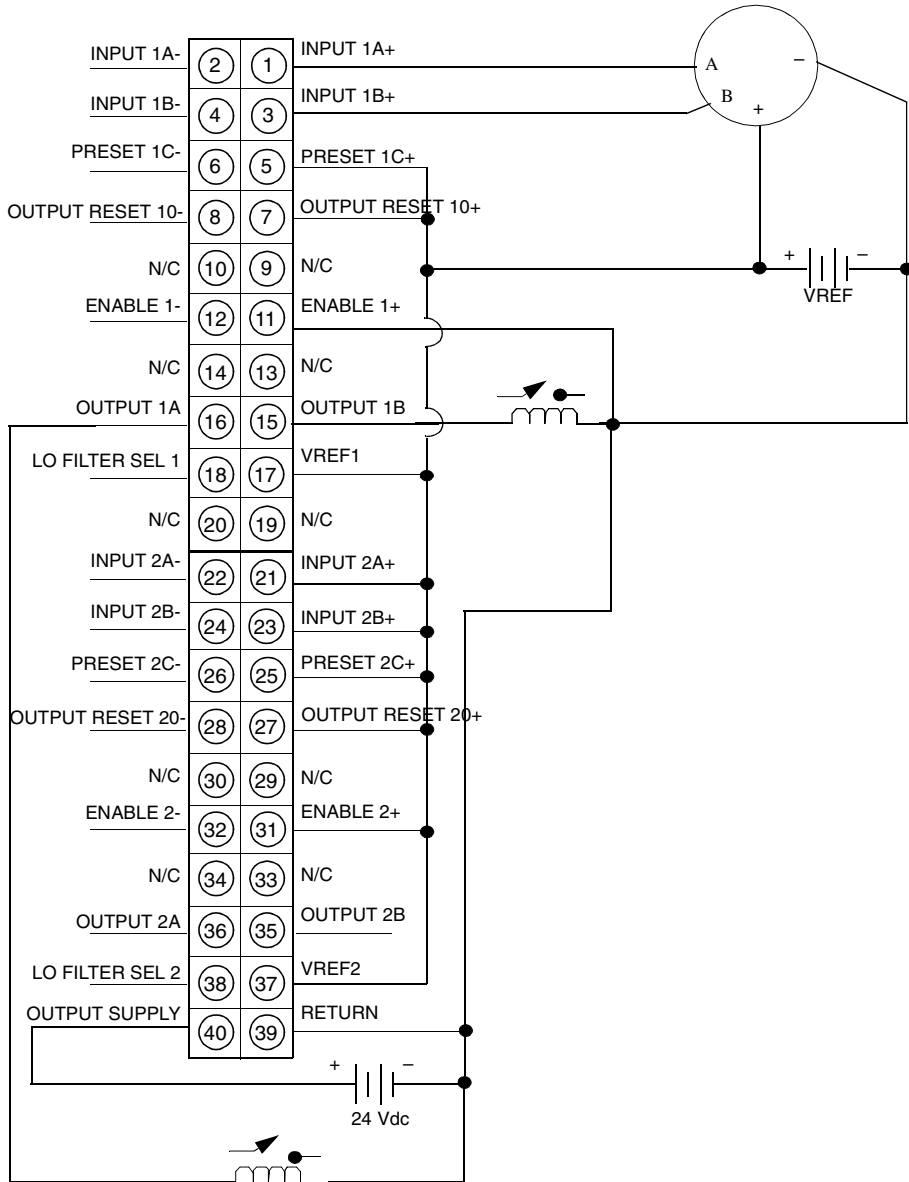 INPUT 1A- 2 1 INPUT 1A+
A B + −
INPUT 1B- 4 3 INPUT 1B+
PRESET 1C- 6 5 PRESET 1C+
OUTPUT RESET 10- 8 7 OUTPUT RESET 10+
N/C 10 9 N/C
+ −
VREF
ENABLE 1- 12 11 ENABLE 1+
N/C 14 13 N/C
OUTPUT 1A 16 15 OUTPUT 1B
LO FILTER SEL 1 18 17 VREF1
N/C 20 19 N/C
INPUT 2A- 22 21 INPUT 2A+
INPUT 2B- 24 23 INPUT 2B+
PRESET 2C- 26 25 PRESET 2C+
OUTPUT RESET 20- 28 27 OUTPUT RESET 20+
N/C 30 29 N/C
ENABLE 2- 32 31 ENABLE 2+
N/C 34 33 N/C
OUTPUT 2A 36 35 OUTPUT 2B
LO FILTER SEL 2 38 37 VREF2
OUTPUT SUPPLY 40 39 RETURN
+ −
24 Vdc